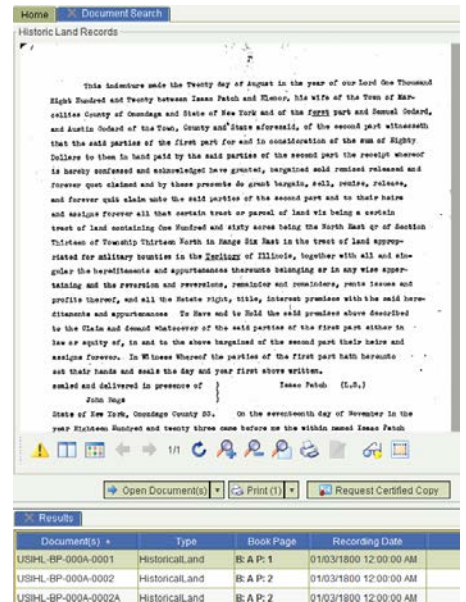 Home
Document Search
Historic Land Records
This indenture made the Twenty day of August in the year of our Lord One Thousand
Eight Hundred and Twenty between Isaac Patch and Elenor, his wife of the Town of Mar-
cellies County of Onondaga and State of New York and of the ferst part and Samuel Godard,
and Austin Godard of the Town, County and State aforesaid, of the second part witnesseth
that the said parties of the first part for and in consideration of the sum of Eighty
Dollars to them in hand paid by the said parties of the second part the receipt whereof
is hereby confessed and acknowledged have granted, bargained sold remised released and
forever quet claimed and by these presents do grant bargain, sell, remise, release,
and forever quit claim unto the said parties of the second part and to their heirs
and assigns forever all that certain trast or parcel of land viz being a certain
tract of land containing One Hundred and sixty acres being the North East qr of Section
Thirteen of Township Thirteen North in Range Six East in the tract of land approp-
riated for military bounties in the Teritory of Illinois, together with all and sin-
gular the hereditaments and appurtenances thereunto belonging or in any wise apper-
taining and the reversion and reversions, remainder and remainders, rents issues and
profits thereof, and all the Estate right, title, interest premises with the said here-
ditaments and appurtenances To Have and to Hold the said premises above described
to the Claim and demand whatsoever of the said parties of the first part either in
law or equity of, in and to the above bargained of the second part their heirs and
assigns forever. In Witness Whereof the parties of the first part hath hereunto
set their hands and seals the day and year first above written.
sealed and delivered in presence of } Isaac Patch (L.S.)
John
State of New York, Onondaga County SS. On the seventeenth day of November in the
year Eighteen Hundred and twenty three came before me the within named Isaac Patch
1/1
Open Document(s) Print (1) Request Certified Copy
Results
Document(s) Type Book Page Recording Date
USIHL-BP-000A-0001 HistoricalLand B: A P: 1 01/03/1800 12:00:00 AM
USIHL-BP-000A-0002 HistoricalLand B: A P: 2 01/03/1800 12:00:00 AM
USIHL-BP-000A-0002A HistoricalLand B: A P: 2 01/03/1800 12:00:00 AM